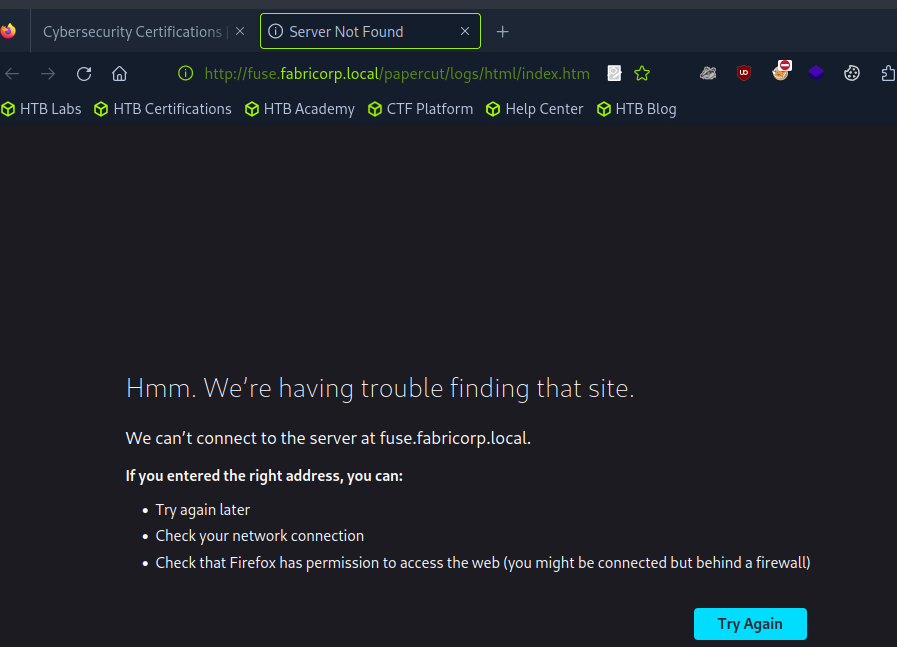 Cybersecurity Certifications |
Server Not Found
http://fuse.fabricorp.local/papercut/logs/html/index.htm
HTB Labs HTB Certifications HTB Academy CTF Platform Help Center HTB Blog
Hmm. We’re having trouble finding that site.
We can’t connect to the server at fuse.fabricorp.local.
If you entered the right address, you can:
• Try again later
• Check your network connection
• Check that Firefox has permission to access the web (you might be connected but behind a firewall)
Try Again